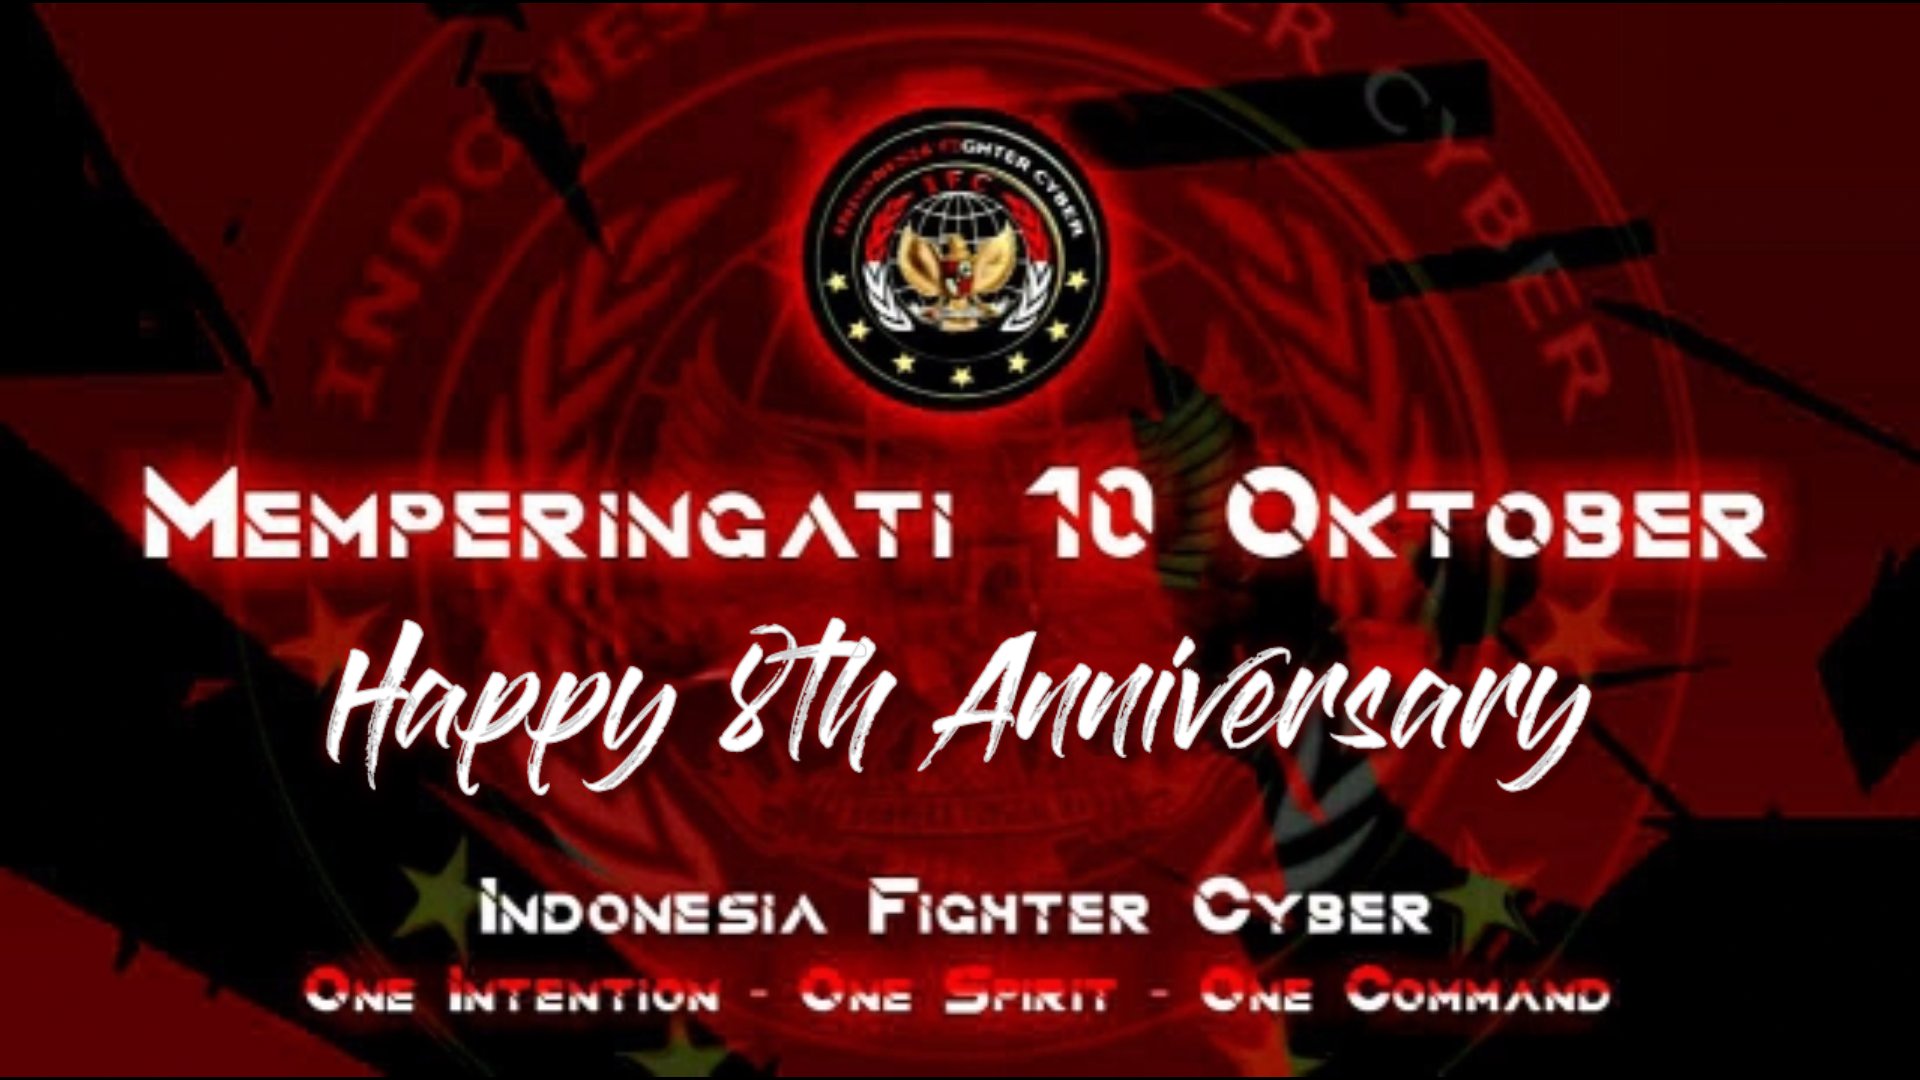 INDONESIA FIGHTER CYBER
IFC
MEMPERINGATI 10 OKTOBER
Happy 8th Anniversary
INDONESIA FIGHTER CYBER
ONE INTENTION - ONE SPIRIT - ONE COMMAND